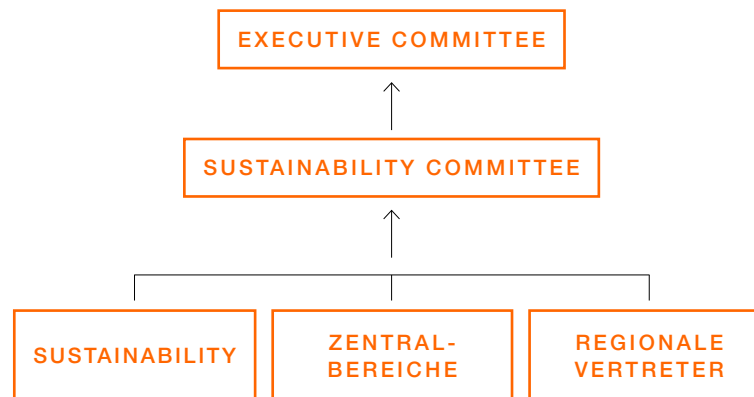 EXECUTIVE COMMITTEE
SUSTAINABILITY COMMITTEE
SUSTAINABILITY
ZENTRAL-
BEREICHE
REGIONALE
VERTRETER